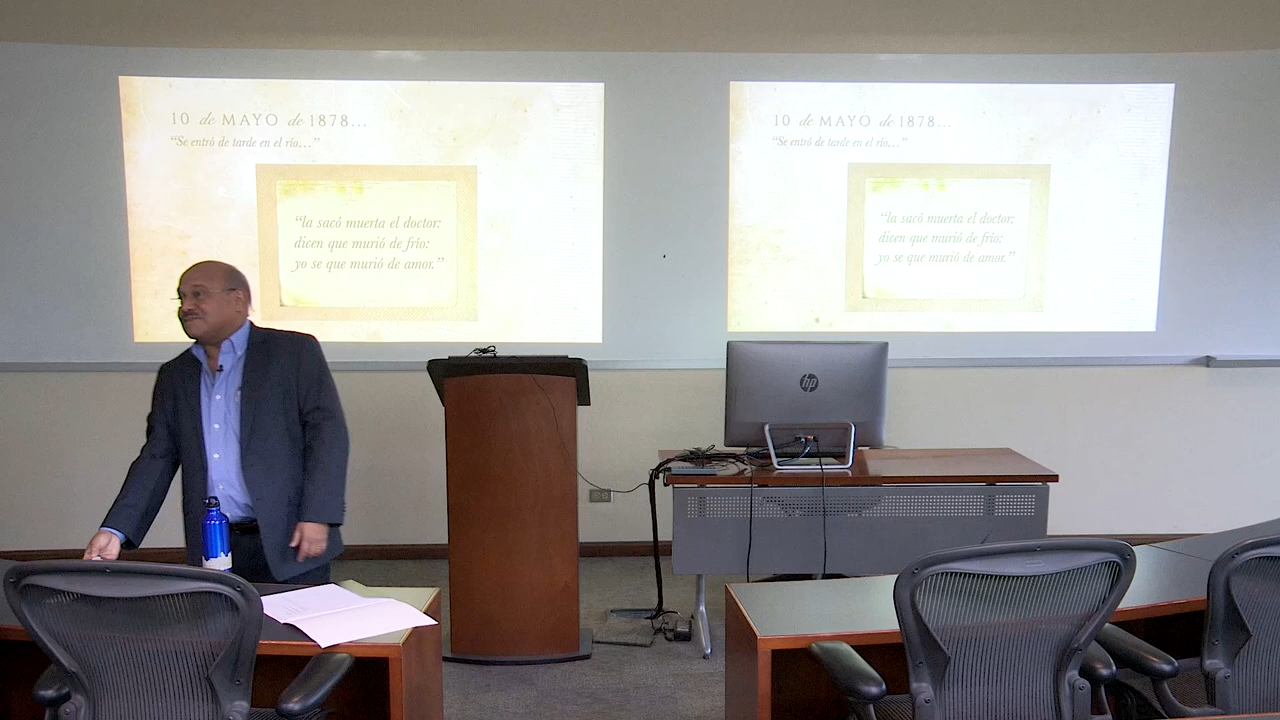 10 de MAYO de 1878...
“Se entró de tarde en el río...”
“la sacó muerta el doctor:
dicen que murió de frío:
yo se que murió de amor.”
10 de MAYO de 1878...
“Se entró de tarde en el río...”
“la sacó muerta el doctor:
dicen que murió de frío:
yo se que murió de amor.”
hp